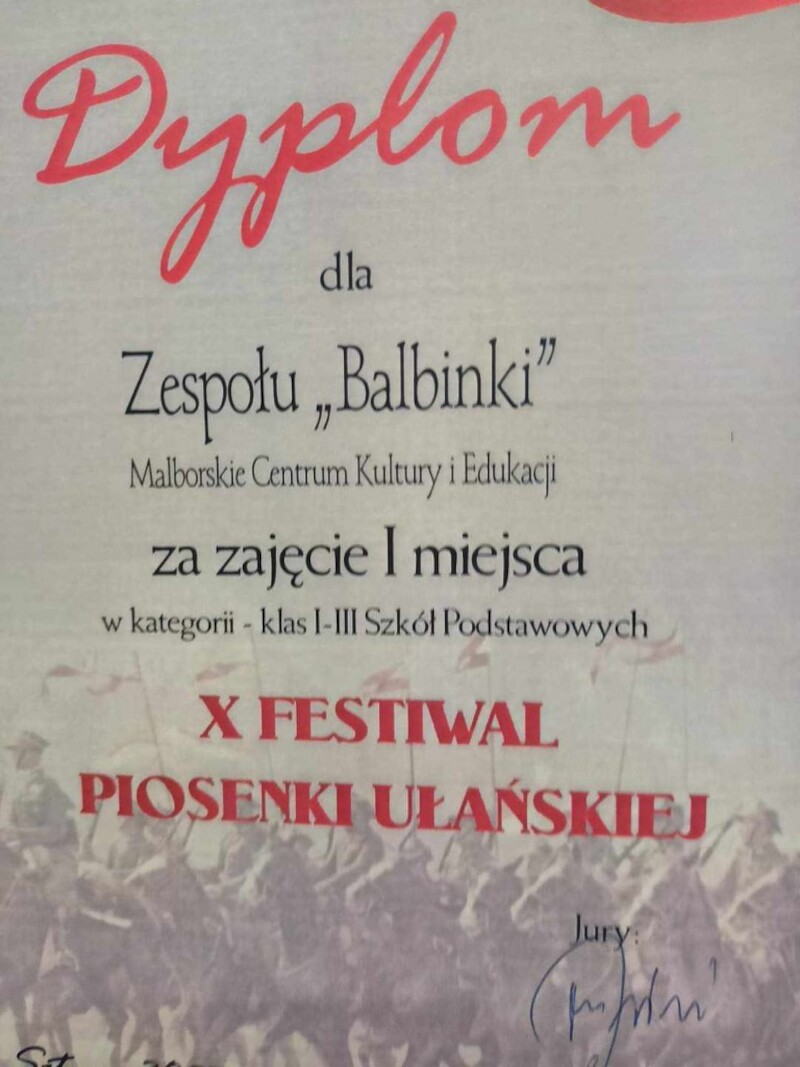 Dyplom
dla
Zespołu „Balbinki”
Malborskie Centrum Kultury i Edukacji
za zajęcie I miejsca
w kategorii - klas I-III Szkół Podstawowych
X FESTIWAL
PIOSENKI UŁAŃSKIEJ
Jury: